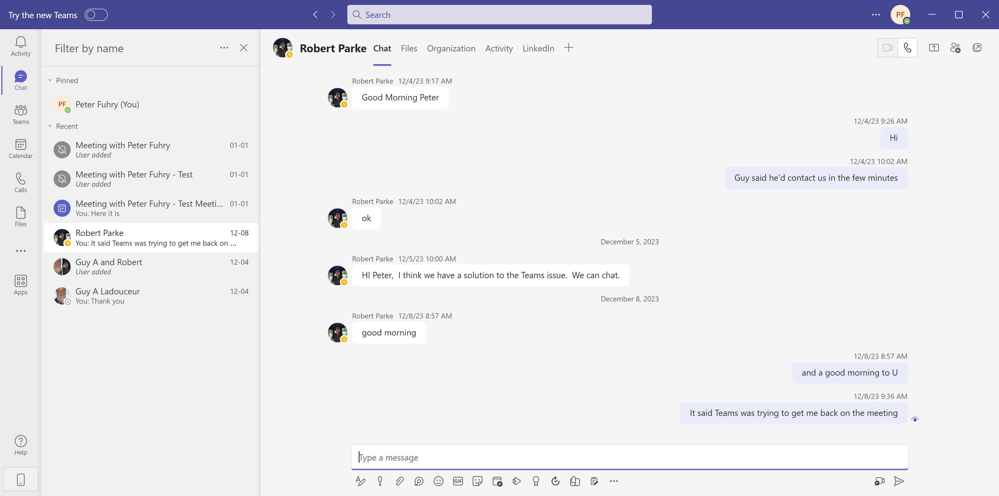 Try the new Teams
Search
PF
Activity
Chat
Teams
Calendar
Calls
Files
Apps
Help
Filter by name
Pinned
PF
Peter Fuhry (You)
Recent
Meeting with Peter Fuhry 01-01
User added
Meeting with Peter Fuhry - Test 01-01
User added
Meeting with Peter Fuhry - Test Meeti... 01-01
You: Here it is
Robert Parke 12-08
You: It said Teams was trying to get me back on ...
Guy A and Robert 12-04
User added
Guy A Ladouceur 12-04
You: Thank you
Robert Parke Chat Files Organization Activity LinkedIn
Robert Parke 12/4/23 9:17 AM
Good Morning Peter
12/4/23 9:26 AM
Hi
12/4/23 10:02 AM
Guy said he'd contact us in the few minutes
Robert Parke 12/4/23 10:02 AM
ok
December 5, 2023
Robert Parke 12/5/23 10:00 AM
HI Peter,  I think we have a solution to the Teams issue.  We can chat.
December 8, 2023
Robert Parke 12/8/23 8:57 AM
good morning
12/8/23 8:57 AM
and a good morning to U
12/8/23 9:36 AM
It said Teams was trying to get me back on the meeting
Type a message
GIF